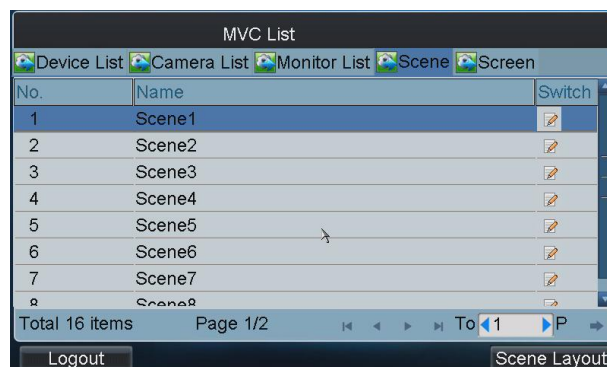 MVC List
Device List Camera List Monitor List Scene Screen
No. Name Switch
1 Scene1
2 Scene2
3 Scene3
4 Scene4
5 Scene5
6 Scene6
7 Scene7
8 Scene8
Total 16 items Page 1/2 To 1 P
Logout Scene Layout